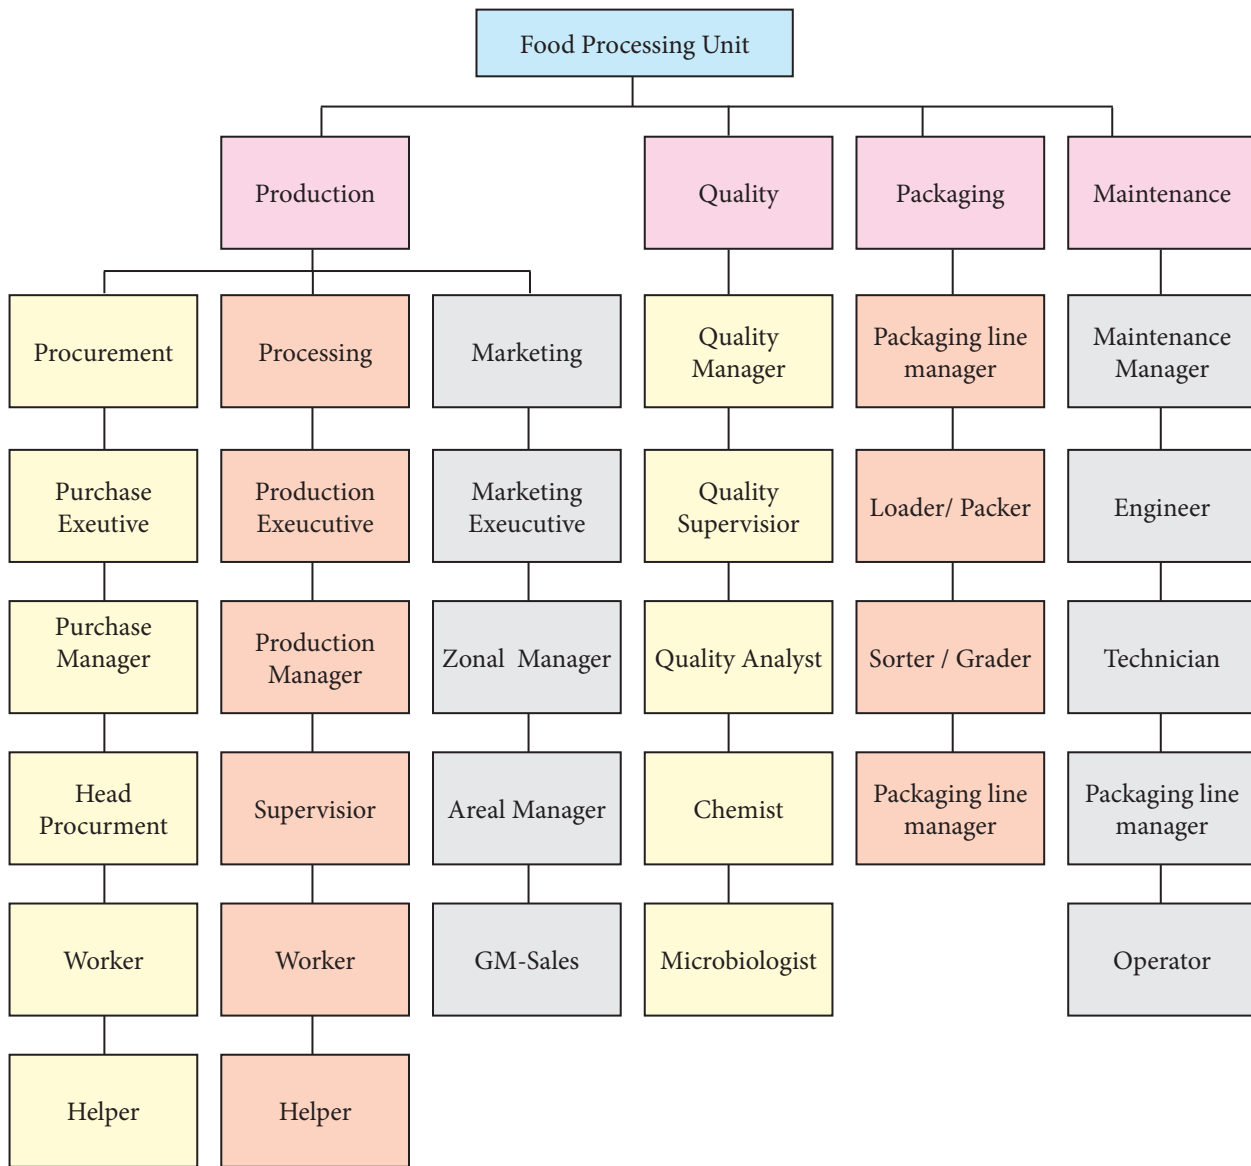 Food Processing Unit
Production
Quality
Packaging
Maintenance
Procurement
Processing
Marketing
Quality
Manager
Packaging line
manager
Maintenance
Manager
Purchase
Exeutive
Production
Exeucutive
Marketing
Exeucutive
Quality
Supervisior
Loader/ Packer
Engineer
Purchase
Manager
Production
Manager
Zonal  Manager
Quality Analyst
Sorter / Grader
Technician
Head
Procurment
Supervisior
Areal Manager
Chemist
Packaging line
manager
Packaging line
manager
Worker
Worker
GM-Sales
Microbiologist
Operator
Helper
Helper